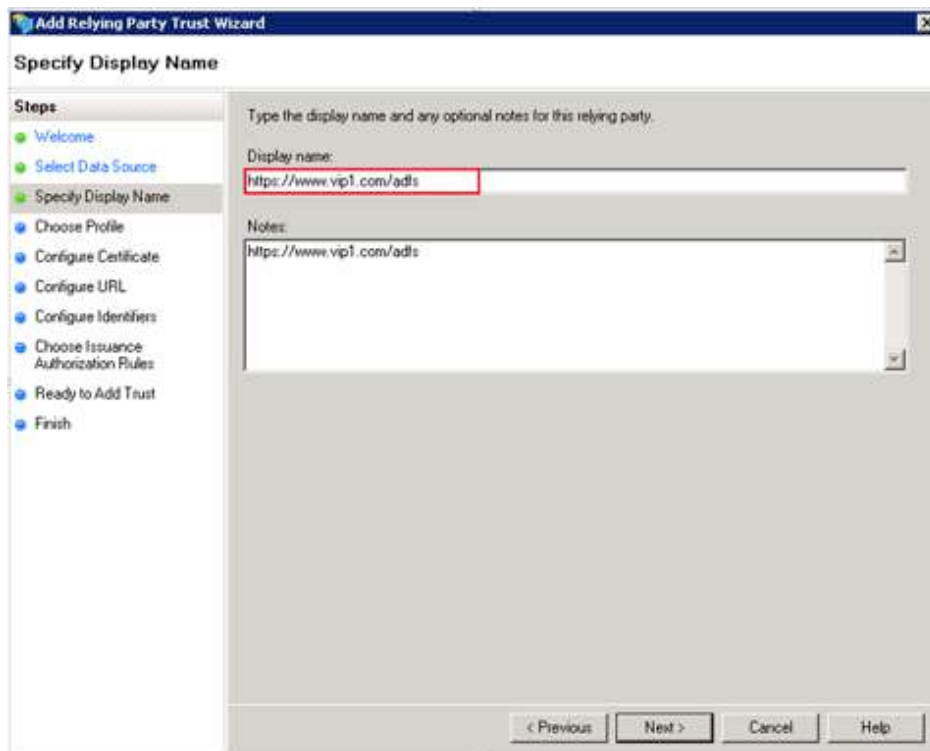 Add Relying Party Trust Wizard
Specify Display Name
Steps
Welcome
Select Data Source
Specify Display Name
Choose Profile
Configure Certificate
Configure URL
Configure Identifiers
Choose Issuance
Authorization Rules
Ready to Add Trust
Finish
Type the display name and any optional notes for this relying party.
Display name:
https://www.vip1.com/adfs
Notes:
https://www.vip1.com/adfs
< Previous
Next >
Cancel
Help